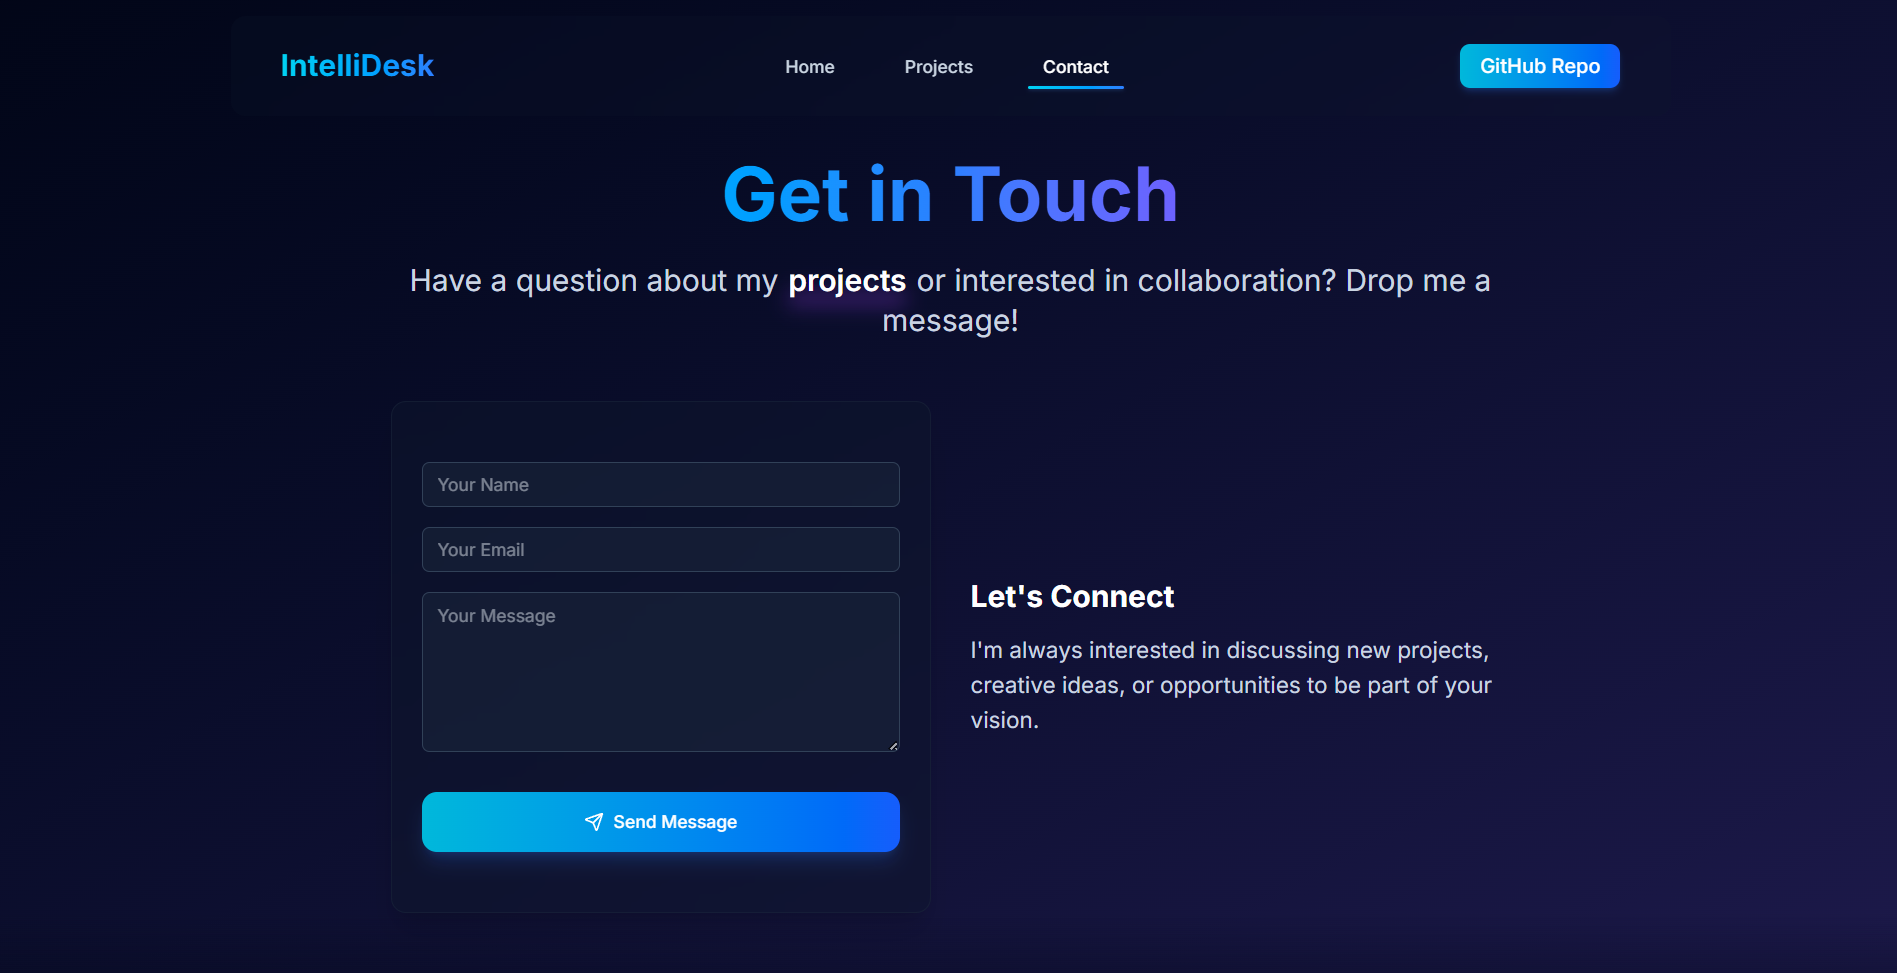 IntelliDesk
Home
Projects
Contact
GitHub Repo
Get in Touch
Have a question about my projects or interested in collaboration? Drop me a
message!
Your Name
Your Email
Your Message
Send Message
Let's Connect
I'm always interested in discussing new projects,
creative ideas, or opportunities to be part of your
vision.